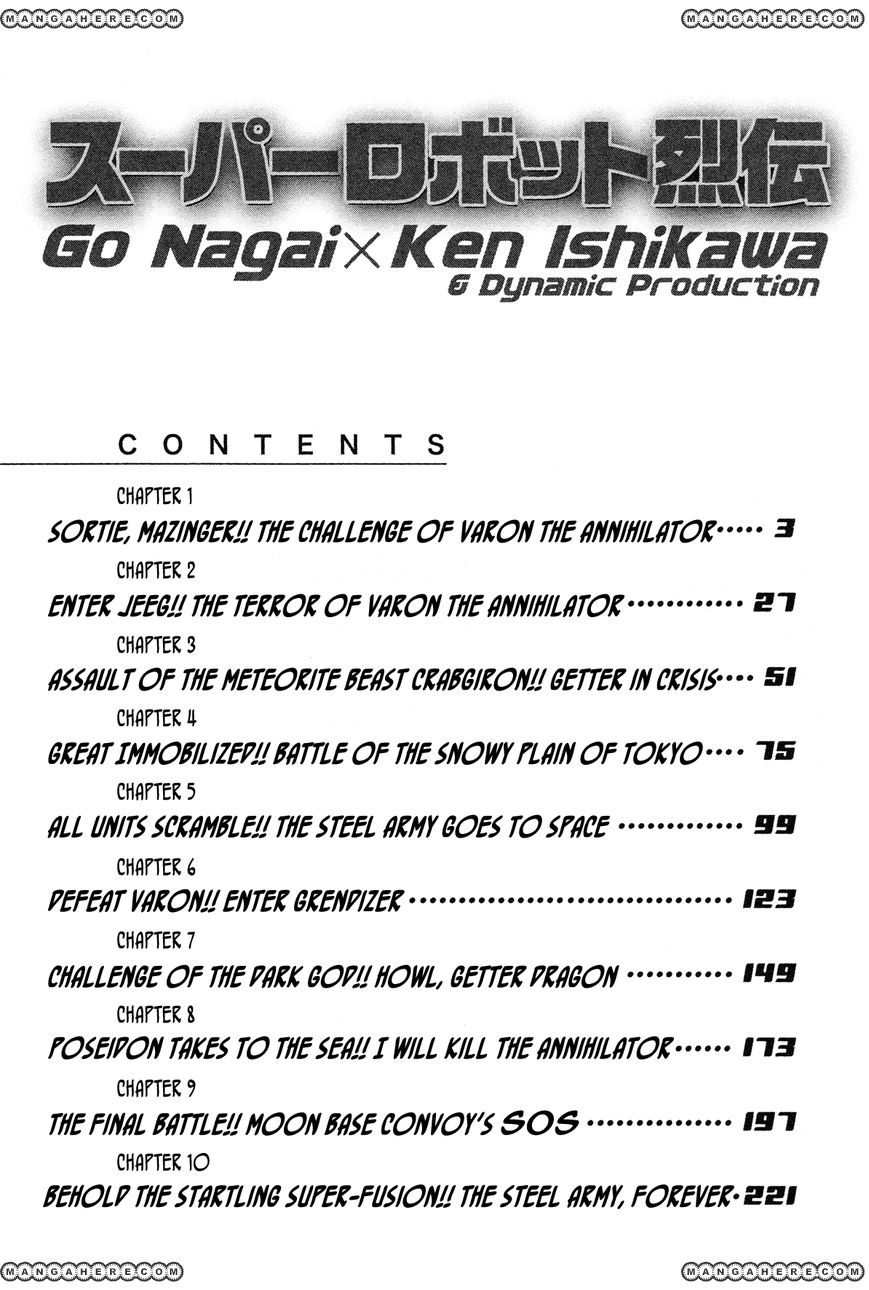 MANGAHERE.COM MANGAHERE.COM
スーパーロボット烈伝
Go Nagai×Ken Ishikawa
& Dynamic Production
CONTENTS
CHAPTER 1
SORTIE, MAZINGER!! THE CHALLENGE OF VARON THE ANNIHILATOR····· 3
CHAPTER 2
ENTER JEEG!! THE TERROR OF VARON THE ANNIHILATOR············ 27
CHAPTER 3
ASSAULT OF THE METEORITE BEAST CRABGIRON!! GETTER IN CRISIS···· 51
CHAPTER 4
GREAT IMMOBILIZED!! BATTLE OF THE SNOWY PLAIN OF TOKYO···· 75
CHAPTER 5
ALL UNITS SCRAMBLE!! THE STEEL ARMY GOES TO SPACE ············· 99
CHAPTER 6
DEFEAT VARON!! ENTER GRENDIZER ································· 123
CHAPTER 7
CHALLENGE OF THE DARK GOD!! HOWL, GETTER DRAGON ··········· 149
CHAPTER 8
POSEIDON TAKES TO THE SEA!! I WILL KILL THE ANNIHILATOR······ 173
CHAPTER 9
THE FINAL BATTLE!! MOON BASE CONVOY'S SOS ··············· 197
CHAPTER 10
BEHOLD THE STARTLING SUPER-FUSION!! THE STEEL ARMY, FOREVER· 221
MANGAHERE.COM MANGAHERE.COM